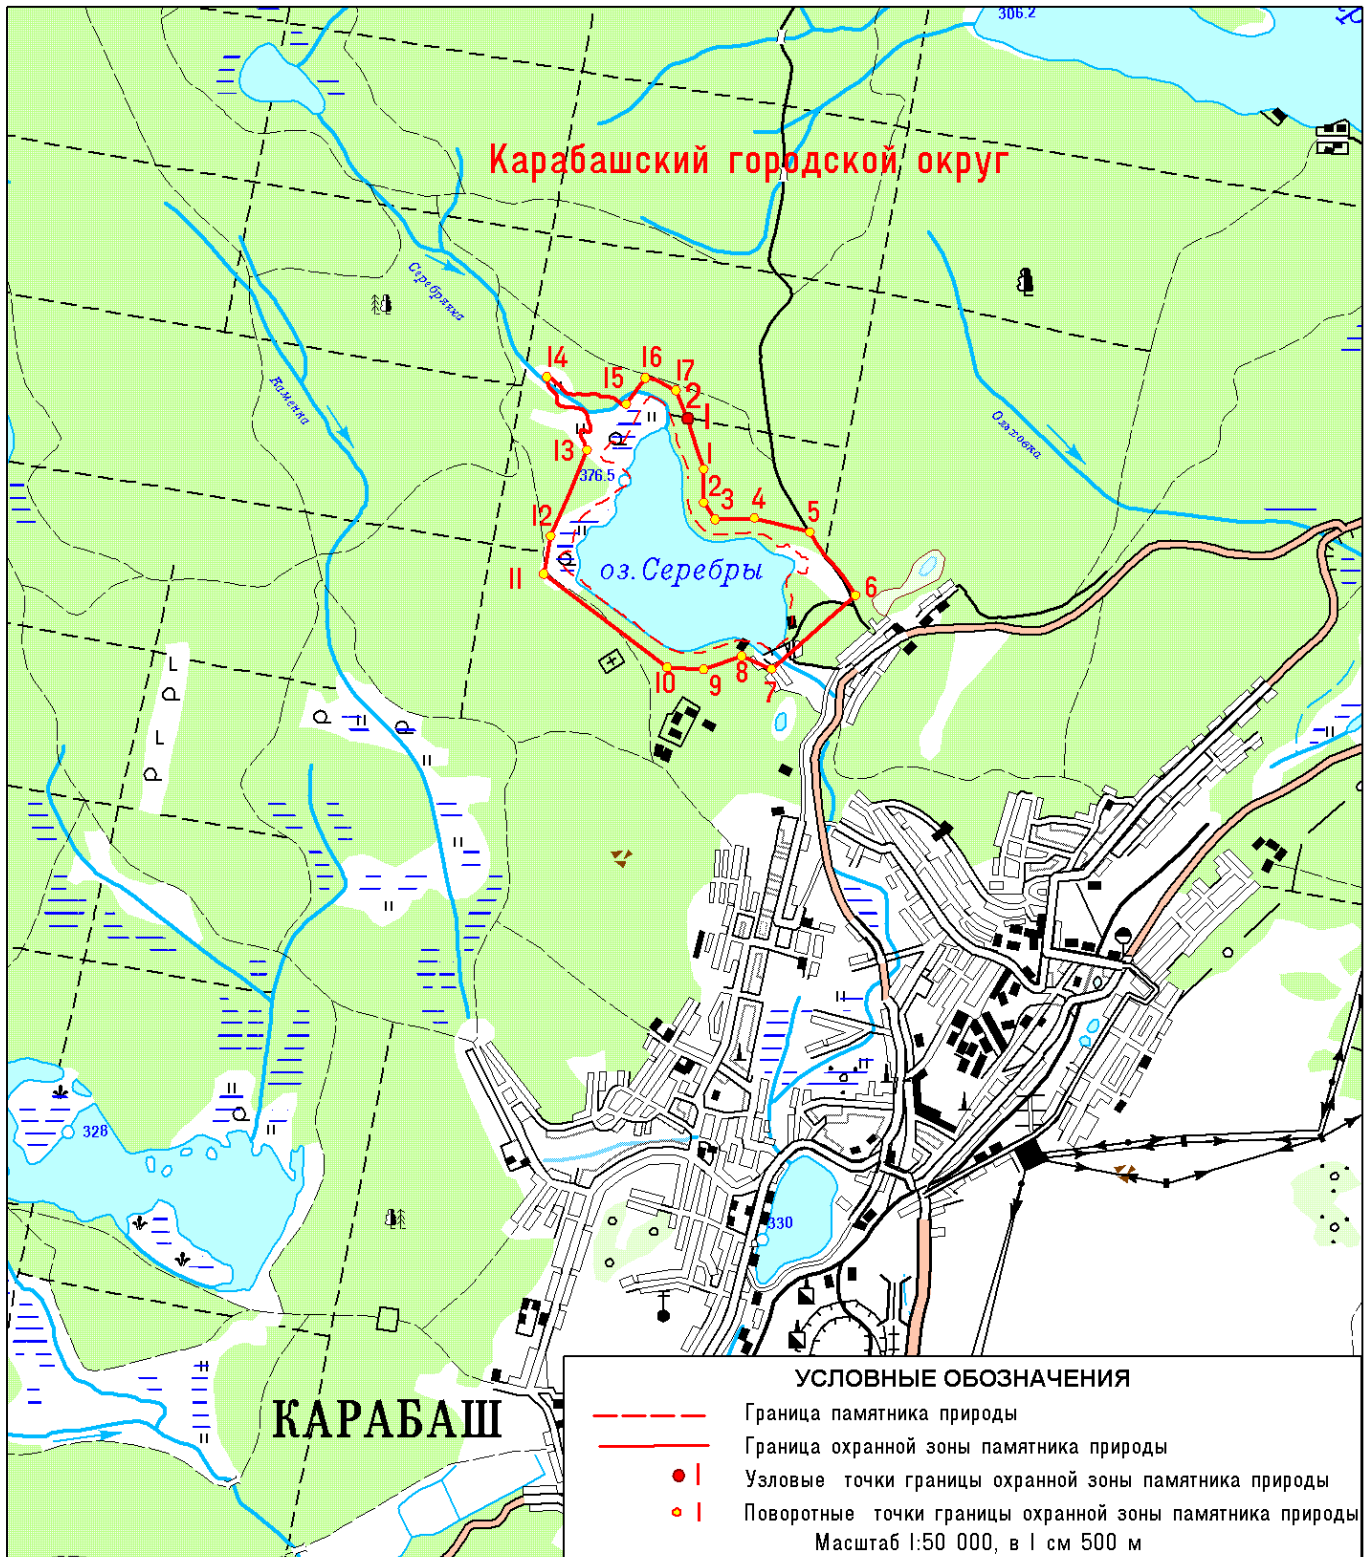 306.2
Карабашский городской округ
Серебрянка
Каменка
Ольховка
14
16
17
15
2
1
13
1
376.5
2
3
4
5
12
оз.Серебры
11
6
10
9
8
7
L
L
328
330
КАРАБАШ
УСЛОВНЫЕ ОБОЗНАЧЕНИЯ
Граница памятника природы
Граница охранной зоны памятника природы
1 Узловые точки границы охранной зоны памятника природы
1 Поворотные точки границы охранной зоны памятника природы
Масштаб 1:50 000, в 1 см 500 м